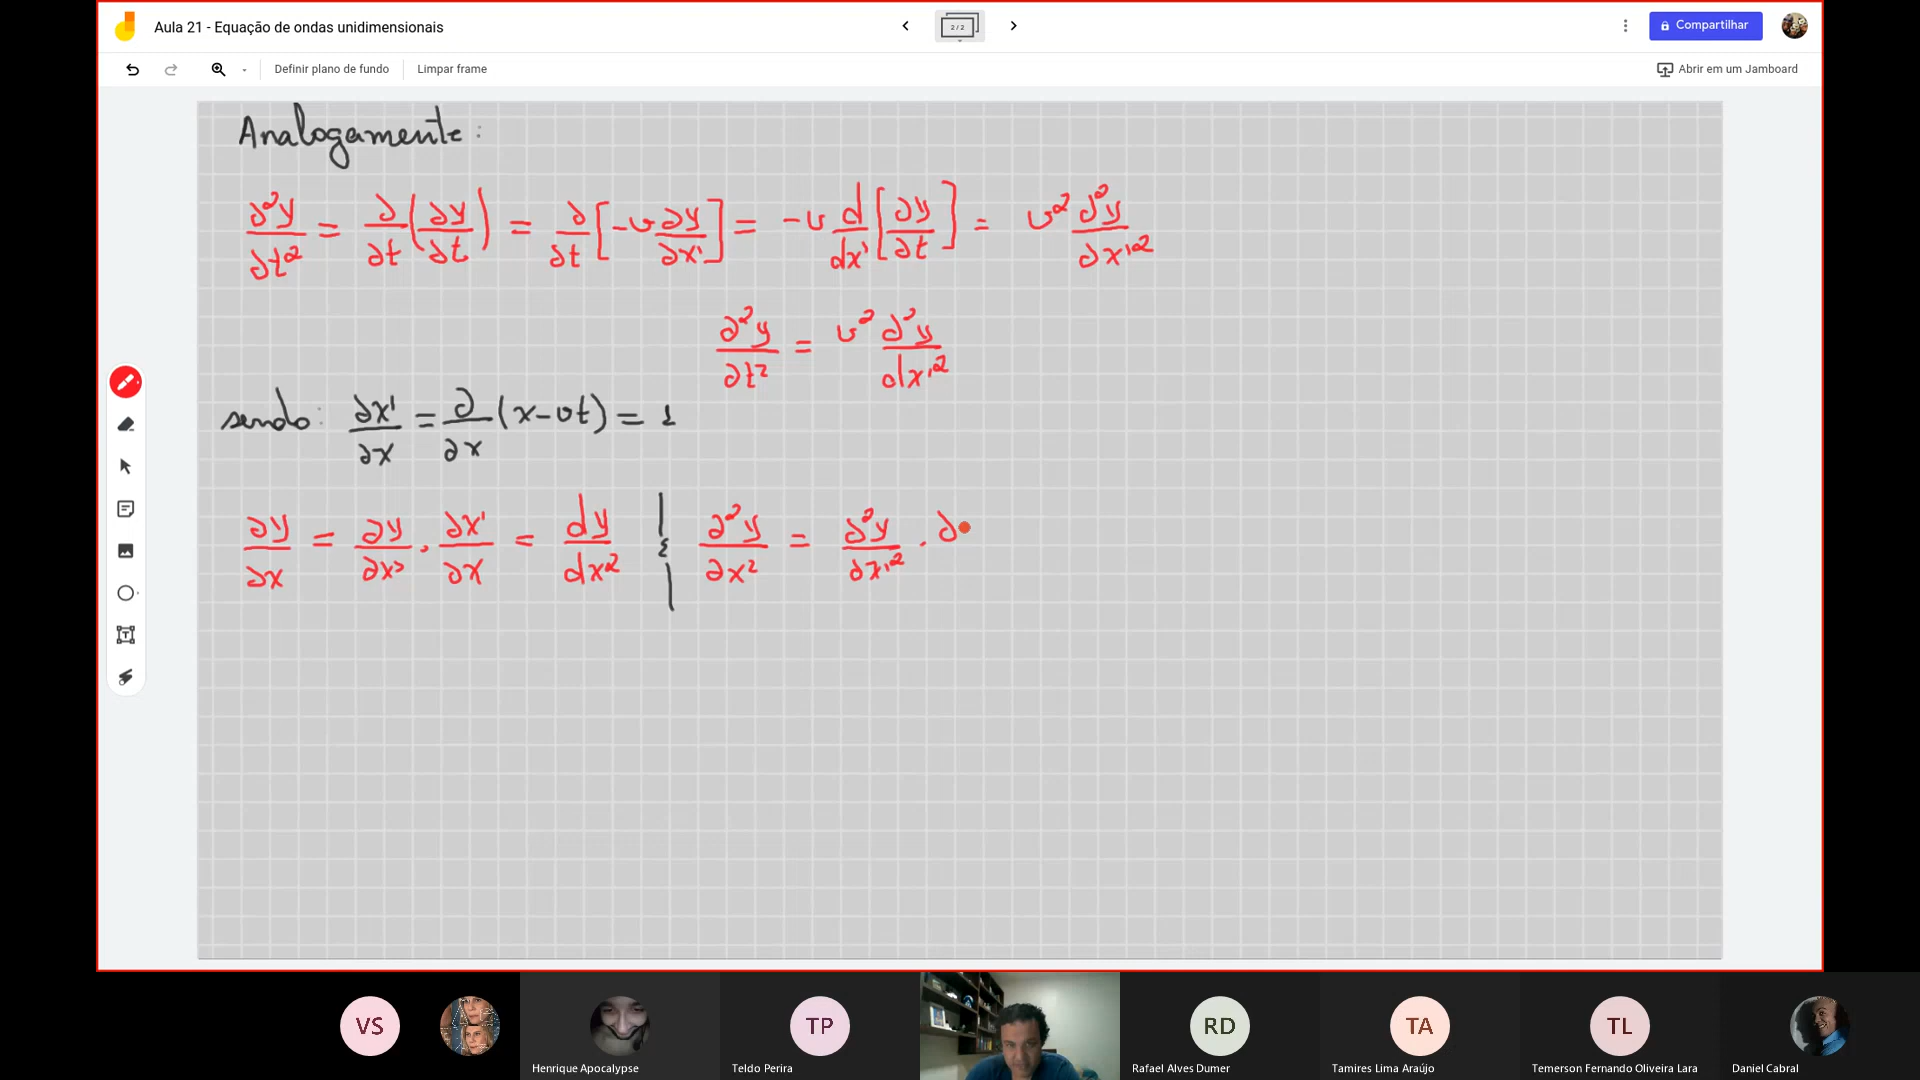 Aula 21 - Equação de ondas unidimensionais
2 / 2
Compartilhar
Definir plano de fundo
Limpar frame
Abrir em um Jamboard
Analogamente:
∂²y/∂t² = ∂/∂t (∂y/∂t) = ∂/∂t [-v ∂y/∂x'] = -v d/dx' [∂y/∂t] = v² ∂²y/∂x'²
∂²y/∂t² = v² ∂²y/dx'²
sendo: ∂x'/∂x = ∂/∂x (x-vt) = 1
∂y/∂x = ∂y/∂x' . ∂x'/∂x = dy/dx² { ∂²y/∂x² = ∂²y/∂x'² . ∂
VS
Henrique Apocalypse
TP
Teldo Perira
RD
Rafael Alves Dumer
TA
Tamires Lima Araújo
TL
Temerson Fernando Oliveira Lara
Daniel Cabral